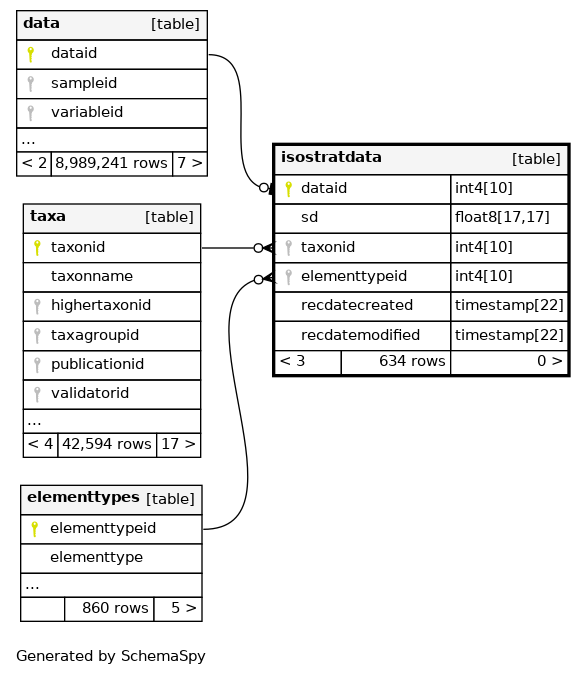 data [table]
dataid
sampleid
variableid
...
< 2 8,989,241 rows 7 >
taxa [table]
taxonid
taxonname
highertaxonid
taxagroupid
publicationid
validatorid
...
< 4 42,594 rows 17 >
elementtypes [table]
elementtypeid
elementtype
...
860 rows 5 >
isostratdata [table]
dataid int4[10]
sd float8[17,17]
taxonid int4[10]
elementtypeid int4[10]
recdatecreated timestamp[22]
recdatemodified timestamp[22]
< 3 634 rows 0 >
Generated by SchemaSpy